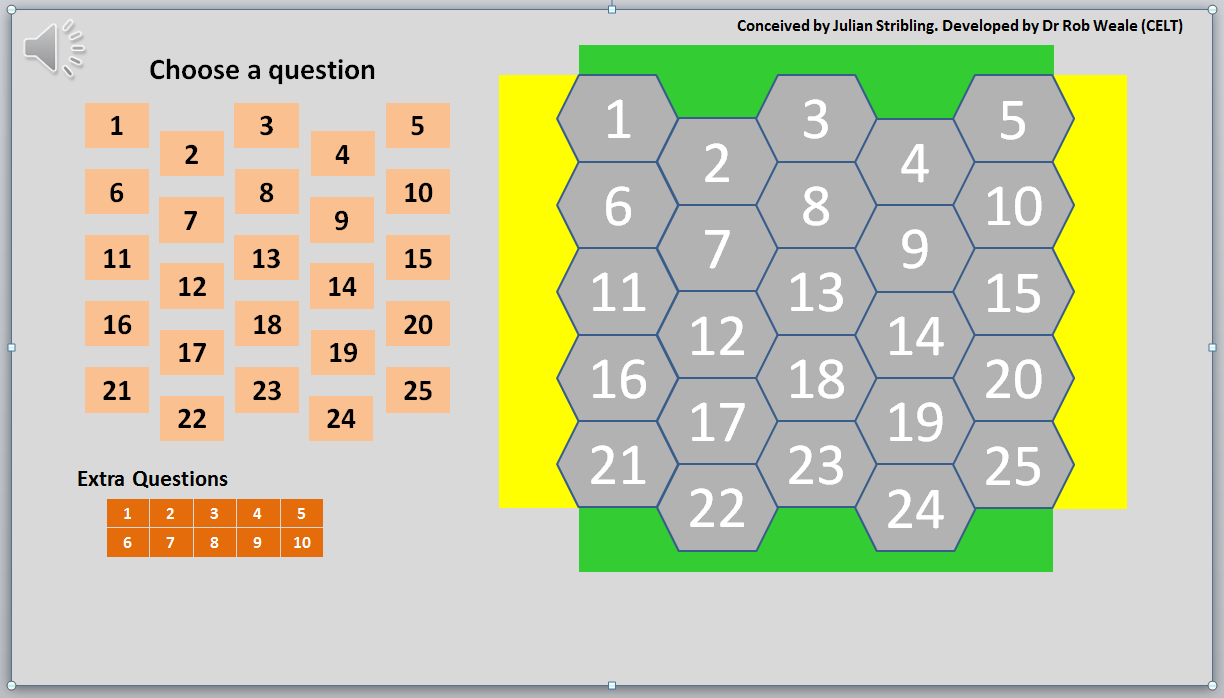 Conceived by Julian Stribling. Developed by Dr Rob Weale (CELT)
Choose a question
1 3 5
2 4
6 8 10
7 9
11 13 15
12 14
16 18 20
17 19
21 23 25
22 24
Extra Questions
1 2 3 4 5
6 7 8 9 10
1 3 5
2 4
6 8 10
7 9
11 13 15
12 14
16 18 20
17 19
21 23 25
22 24